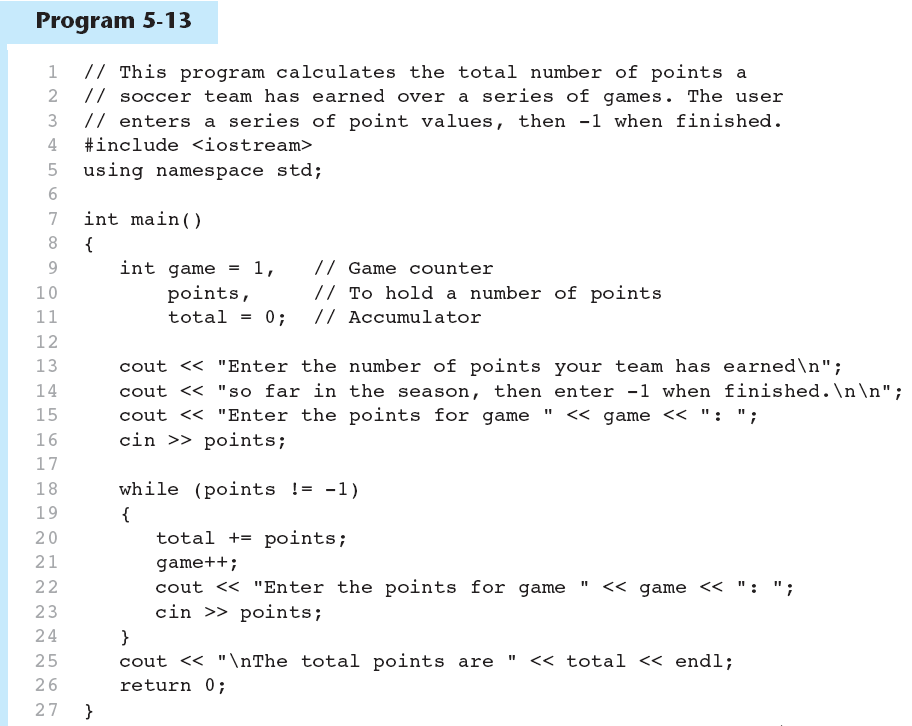 Program 5-13
1 // This program calculates the total number of points a
2 // soccer team has earned over a series of games. The user
3 // enters a series of point values, then -1 when finished.
4 #include <iostream>
5 using namespace std;
6
7 int main()
8 {
9    int game = 1,   // Game counter
10        points,     // To hold a number of points
11        total = 0;  // Accumulator
12
13    cout << "Enter the number of points your team has earned\n";
14    cout << "so far in the season, then enter -1 when finished.\n\n";
15    cout << "Enter the points for game " << game << ": ";
16    cin >> points;
17
18    while (points != -1)
19    {
20       total += points;
21       game++;
22       cout << "Enter the points for game " << game << ": ";
23       cin >> points;
24    }
25    cout << "\nThe total points are " << total << endl;
26    return 0;
27 }